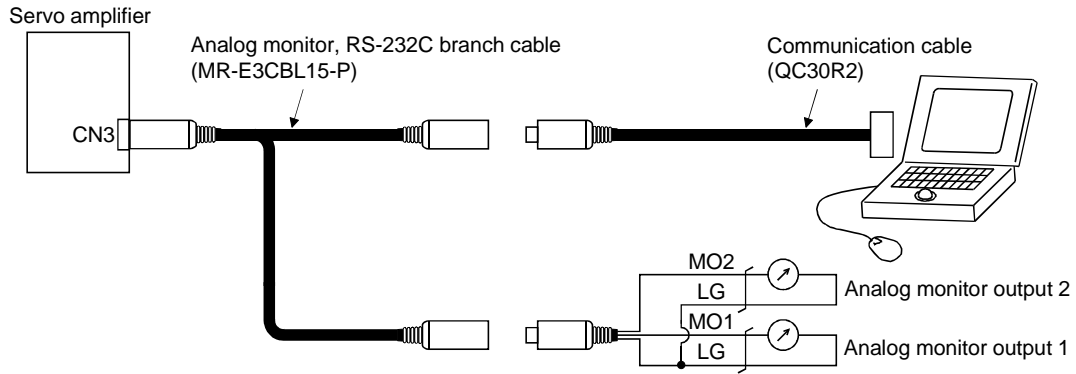 Servo amplifier
Analog monitor, RS-232C branch cable
(MR-E3CBL15-P)
Communication cable
(QC30R2)
CN3
MO2
LG
Analog monitor output 2
MO1
LG
Analog monitor output 1